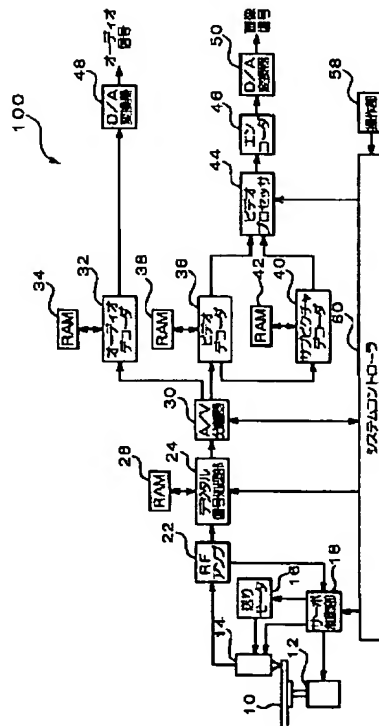 100
10
12
14
送り
モータ
16
サーボ
制御部
18
RF
アンプ
22
デジタル
信号処理部
24
RAM
28
A/V
分離部
30
オーディオ
デコーダ
32
RAM
34
ビデオ
デコーダ
36
RAM
38
サブピクチャ
デコーダ
40
RAM
42
ビデオ
プロセッサ
44
エン
コーダ
46
D/A
変換器
48
オーディオ
信号
D/A
変換器
50
画像
信号
操作部
58
システムコントローラ
60